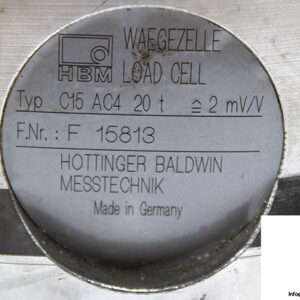 WAEGEZELLE
HBM LOAD CELL
Typ C15 AC4 20 t ≙ 2 mV/V
F.Nr.: F 15813
HOTTINGER BALDWIN
MESSTECHNIK
Made in Germany